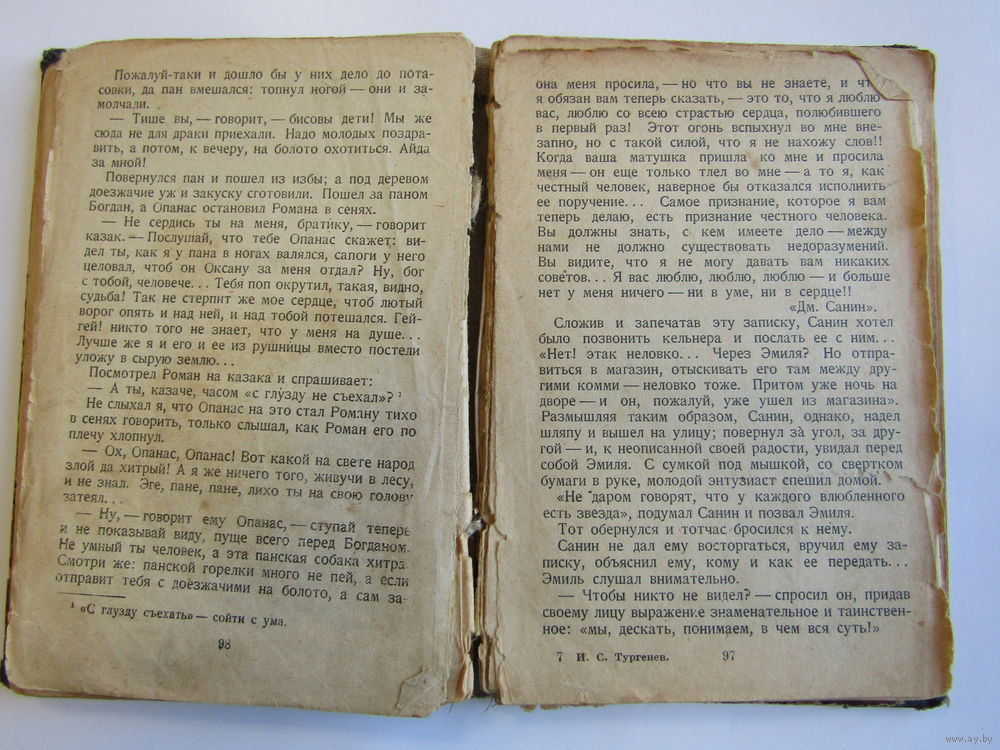 Пожалуй-таки и дошло бы у них дело до пота-
совки, да пан вмешался: топнул ногой — они и за-
молчали.
— Тише вы, — говорит, — бисовы дети! Мы же
сюда не для драки приехали. Надо молодых поздра-
вить, а потом, к вечеру, на болото охотиться. Айда
за мной!
Повернулся пан и пошел из избы; а под деревом
доезжачие уж и закуску сготовили. Пошел за паном
Богдан, а Опанас остановил Романа в сенях.
— Не сердись ты на меня, братику, — говорит
казак. — Послушай, что тебе Опанас скажет: ви-
дел ты, как я у пана в ногах валялся, сапоги у него
целовал, чтоб он Оксану за меня отдал? Ну, бог
с тобой, человече... Тебя поп окрутил, такая, видно,
судьба! Так не стерпит же мое сердце, чтоб лютый
ворог опять и над ней, и над тобой потешался. Гей-
гей! никто того не знает, что у меня на душе...
Лучше же я и его и ее из рушницы вместо постели
уложу в сырую землю...
Посмотрел Роман на казака и спрашивает:
— А ты, казаче, часом «с глузду не съехал»? ¹
Не слыхал я, что Опанас на это стал Роману тихо
в сенях говорить, только слышал, как Роман его по
плечу хлопнул.
— Ох, Опанас, Опанас! Вот какой на свете народ
злой да хитрый! А я же ничего того, живучи в лесу,
и не знал. Эге, пане, пане, лихо ты на свою голову
затеял...
— Ну, — говорит ему Опанас, — ступай теперь
и не показывай виду, пуще всего перед Богданом.
Не умный ты человек, а эта панская собака хитра.
Смотри же: панской горелки много не пей, а если
отправит тебя с доезжачими на болото, а сам за-
¹ «С глузду съехать» — сойти с ума.
98
она меня просила, — но что вы не знаете, и
я обязан вам теперь сказать, — это то, что я люблю
вас, люблю со всею страстью сердца, полюбившего
в первый раз! Этот огонь вспыхнул во мне вне-
запно, но с такой силой, что я не нахожу слов!!
Когда ваша матушка пришла ко мне и просила
меня — он еще только тлел во мне — а то я, как
честный человек, наверное бы отказался исполнить
ее поручение... Самое признание, которое я вам
теперь делаю, есть признание честного человека.
Вы должны знать, с кем имеете дело — между
нами не должно существовать недоразумений.
Вы видите, что я не могу давать вам никаких
советов... Я вас люблю, люблю, люблю — и больше
нет у меня ничего — ни в уме, ни в сердце!!
«Дм. Санин».
Сложив и запечатав эту записку, Санин хотел
было позвонить кельнера и послать ее с ним...
«Нет! этак неловко... Через Эмиля? Но отпра-
виться в магазин, отыскивать его там между дру-
гими комми — неловко тоже. Притом уже ночь на
дворе — и он, пожалуй, уже ушел из магазина».
Размышляя таким образом, Санин, однако, надел
шляпу и вышел на улицу; повернул за угол, за дру-
гой — и, к неописанной своей радости, увидал перед
собой Эмиля. С сумкой под мышкой, со свертком
бумаги в руке, молодой энтузиаст спешил домой.
«Не даром говорят, что у каждого влюбленного
есть звезда», подумал Санин и позвал Эмиля.
Тот обернулся и тотчас бросился к нему.
Санин не дал ему восторгаться, вручил ему за-
писку, объяснил ему, кому и как ее передать...
Эмиль слушал внимательно.
— Чтобы никто не видел? — спросил он, придав
своему лицу выражение знаменательное и таинствен-
ное: «мы, дескать, понимаем, в чем вся суть!»
7 И. С. Тургенев. 97
www.ay.by